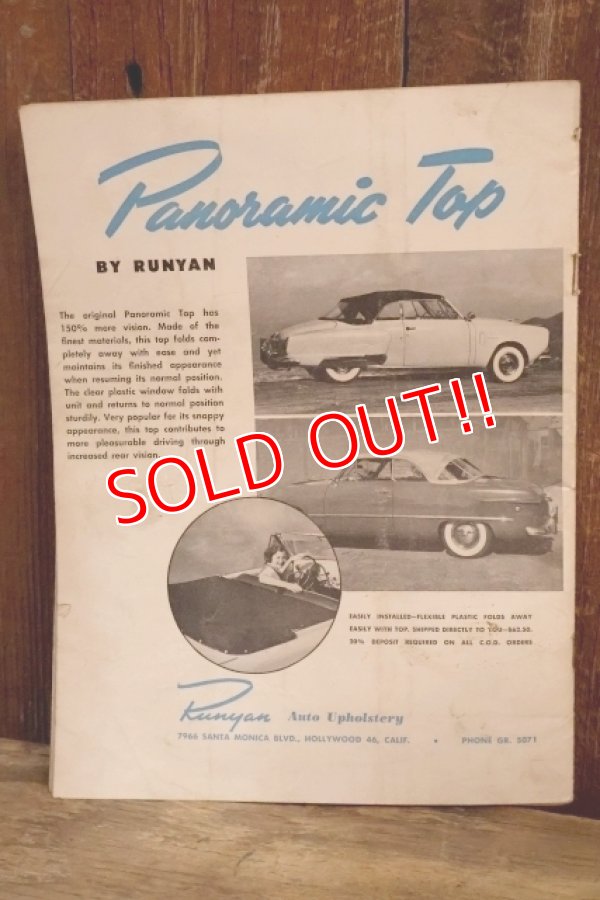 Panoramic Top
BY RUNYAN
The original Panoramic Top has
150% more vision. Made of the
finest materials, this top folds com-
pletely away with ease and yet
maintains its finished appearance
when resuming its normal position.
The clear plastic window folds with
unit and returns to normal position
sturdily. Very popular for its snappy
appearance, this top contributes to
more pleasurable driving through
increased rear vision.
SOLD OUT!!
EASILY INSTALLED—FLEXIBLE PLASTIC FOLDS AWAY
EASILY WITH TOP. SHIPPED DIRECTLY TO YOU—$62.50.
20% DEPOSIT REQUIRED ON ALL C.O.D. ORDERS
Runyan Auto Upholstery
7966 SANTA MONICA BLVD., HOLLYWOOD 46, CALIF. • PHONE GR. 5071